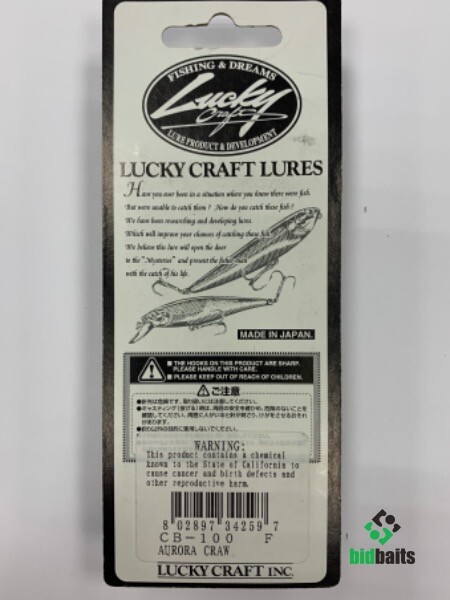 FISHING & DREAMS
Lucky
Craft
LURE PRODUCT & DEVELOPMENT
LUCKY CRAFT LURES
Have you ever been in a situation where you knew there were fish.
But were unable to catch them ? How do you catch these fish ?
We have been researching and developing lures.
Which will improve your chances of catching these fish.
We believe this lure will open the door
to the "Mysteries" and present the fisherman
with the catch of his life.
MADE IN JAPAN.
THE HOOKS ON THIS PRODUCT ARE SHARP.
PLEASE HANDLE WITH CARE.
PLEASE KEEP OUT OF REACH OF CHILDREN.
ご注意
WARNING:
This product contains a chemical
known to the State of California to
cause cancer and birth defects and
other reproductive harm.
8 02897 34259 7
CB-100 F
AURORA CRAW
LUCKY CRAFT INC.
bidbaits